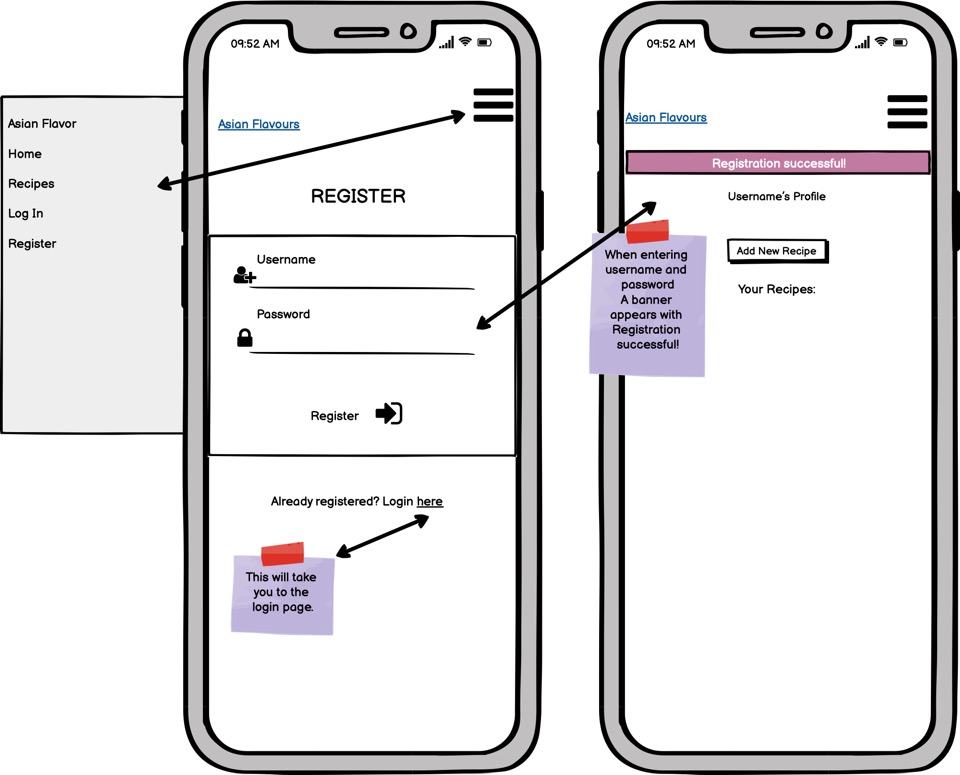 Asian Flavor
Home
Recipes
Log In
Register
09:52 AM
Asian Flavours
REGISTER
Username
Password
Register
Already registered? Login here
This will take
you to the
login page.
09:52 AM
Asian Flavours
Registration successful!
Username's Profile
Add New Recipe
Your Recipes:
When entering
username and
password
A banner
appears with
Registration
successful!